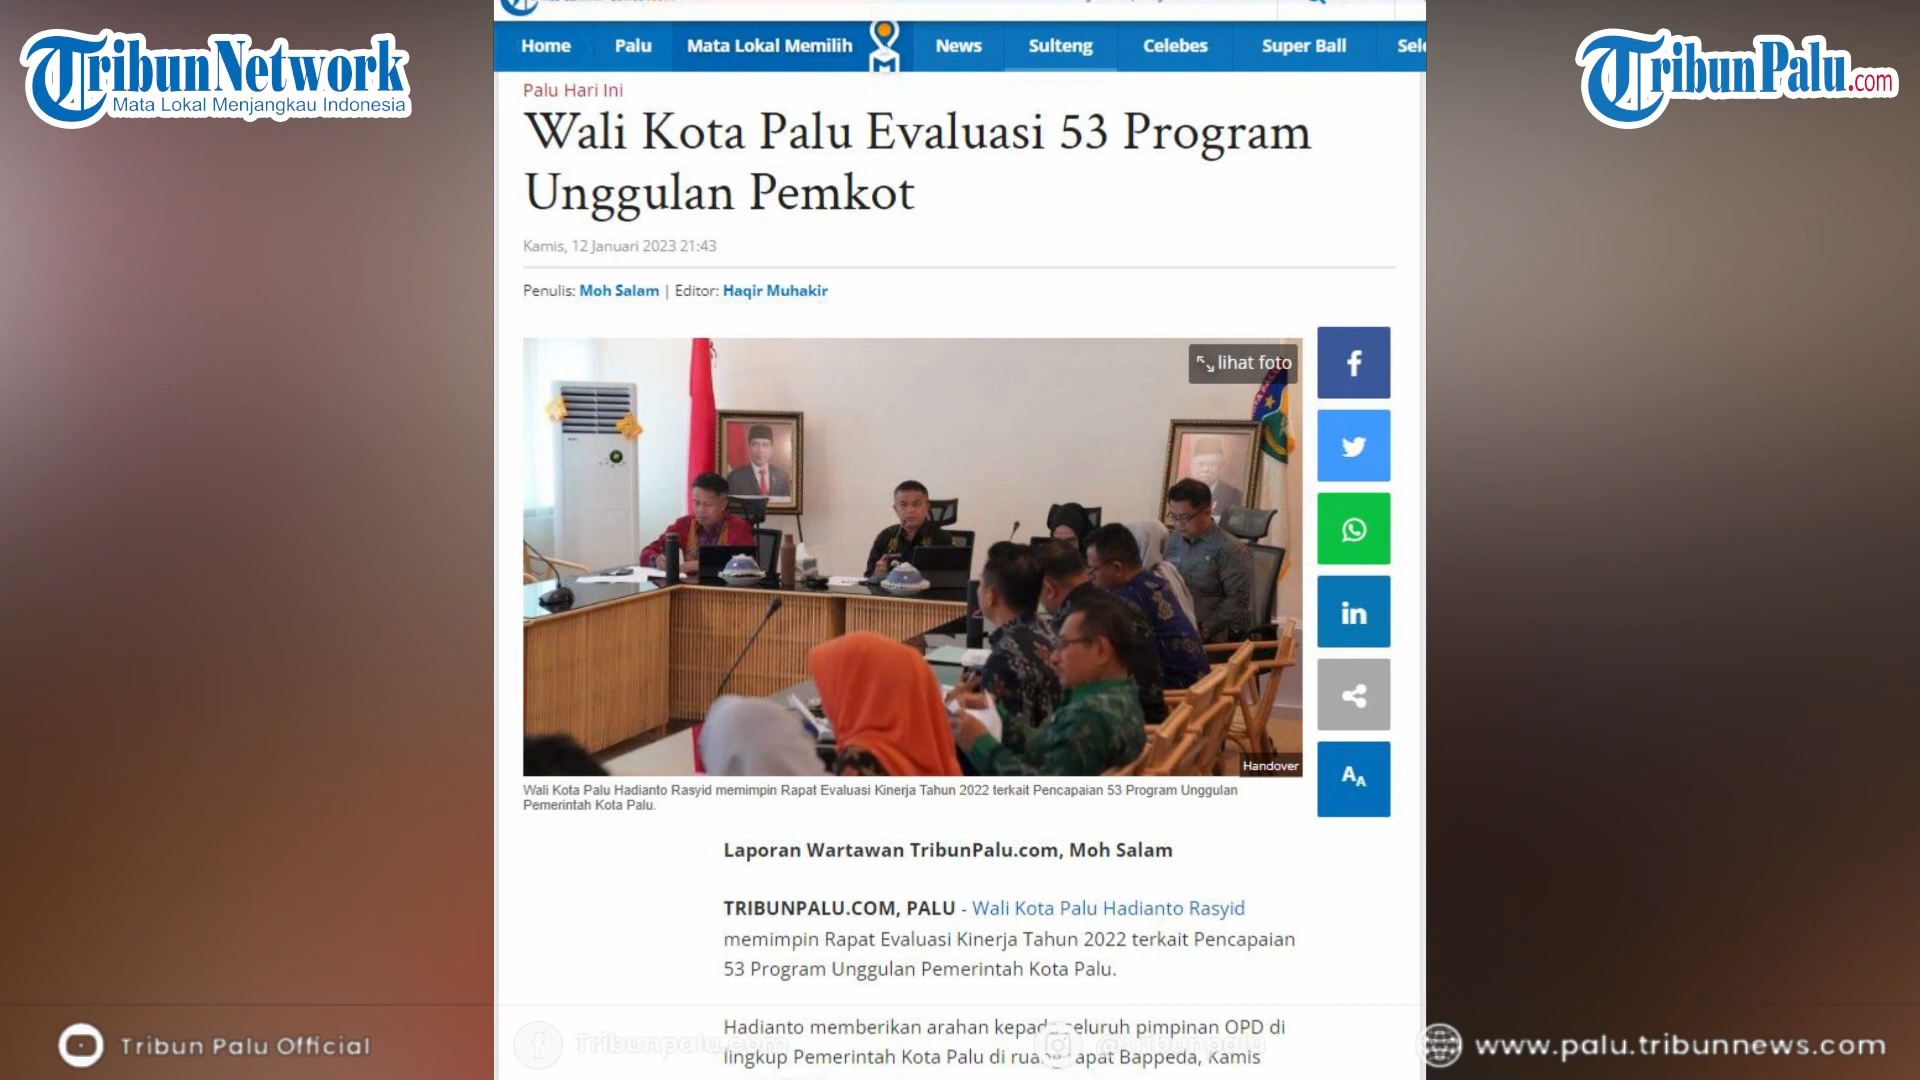 Tribun Network
Mata Lokal Menjangkau Indonesia
TribunPalu.com
Home Palu Mata Lokal Memilih News Sulteng Celebes Super Ball
Palu Hari Ini
Wali Kota Palu Evaluasi 53 Program
Unggulan Pemkot
Kamis, 12 Januari 2023 21:43
Penulis: Moh Salam | Editor: Haqir Muhakir
lihat foto
Handover
Wali Kota Palu Hadianto Rasyid memimpin Rapat Evaluasi Kinerja Tahun 2022 terkait Pencapaian 53 Program Unggulan
Pemerintah Kota Palu.
Laporan Wartawan TribunPalu.com, Moh Salam
TRIBUNPALU.COM, PALU - Wali Kota Palu Hadianto Rasyid
memimpin Rapat Evaluasi Kinerja Tahun 2022 terkait Pencapaian
53 Program Unggulan Pemerintah Kota Palu.
Hadianto memberikan arahan kepada seluruh pimpinan OPD di
lingkup Pemerintah Kota Palu di ruang rapat Bappeda, Kamis
Tribun Palu Official
Tribunpalu.com
@tribunpalu
www.palu.tribunnews.com